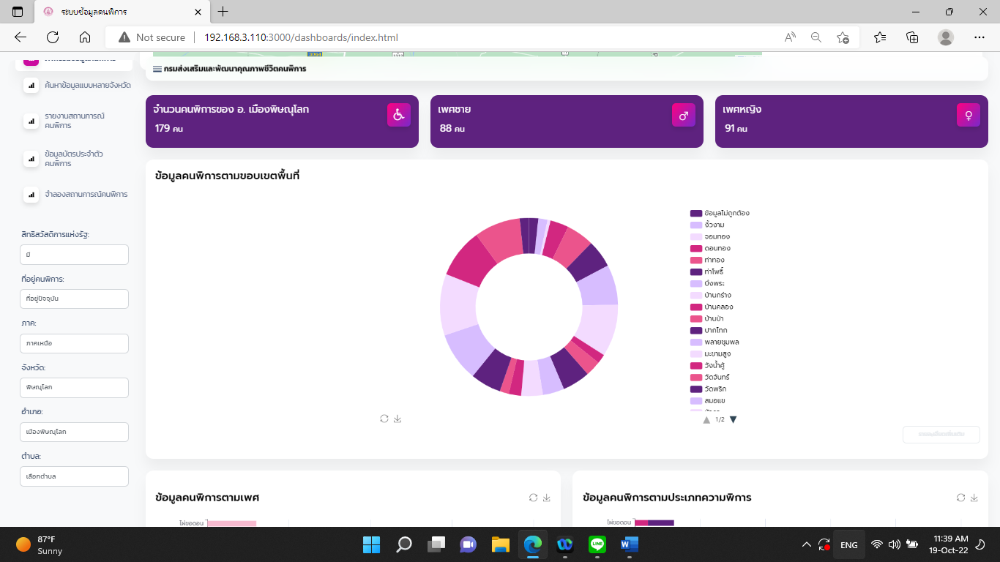 ระบบข้อมูลคนพิการ
Not secure
192.168.3.110:3000/dashboards/index.html
3064
กรมส่งเสริมและพัฒนาคุณภาพชีวิตคนพิการ
ค้นหาข้อมูลแบบหลายจังหวัด
รายงานสถานการณ์
คนพิการ
ข้อมูลบัตรประจำตัว
คนพิการ
จำลองสถานการณ์คนพิการ
สิทธิสวัสดิการแห่งรัฐ:
มี
ที่อยู่คนพิการ:
ที่อยู่ปัจจุบัน
ภาค:
ภาคเหนือ
จังหวัด:
พิษณุโลก
อำเภอ:
เมืองพิษณุโลก
ตำบล:
เลือกตำบล
จำนวนคนพิการของ อ. เมืองพิษณุโลก
179 คน
เพศชาย
88 คน
เพศหญิง
91 คน
ข้อมูลคนพิการตามขอบเขตพื้นที่
ข้อมูลไม่ถูกต้อง
งิ้วงาม
จอมทอง
ดอนทอง
ท่าทอง
ท่าโพธิ์
บึงพระ
บ้านกร่าง
บ้านคลอง
บ้านป่า
ปากโทก
พลายชุมพล
มะขามสูง
วังน้ำคู้
วัดจันทร์
วัดพริก
สมอแข
1/2
ข้อมูลคนพิการตามเพศ
ไผ่ขอดอน
ข้อมูลคนพิการตามประเภทความพิการ
ไผ่ขอดอน
87°F
Sunny
LINE
ENG
11:39 AM
19-Oct-22